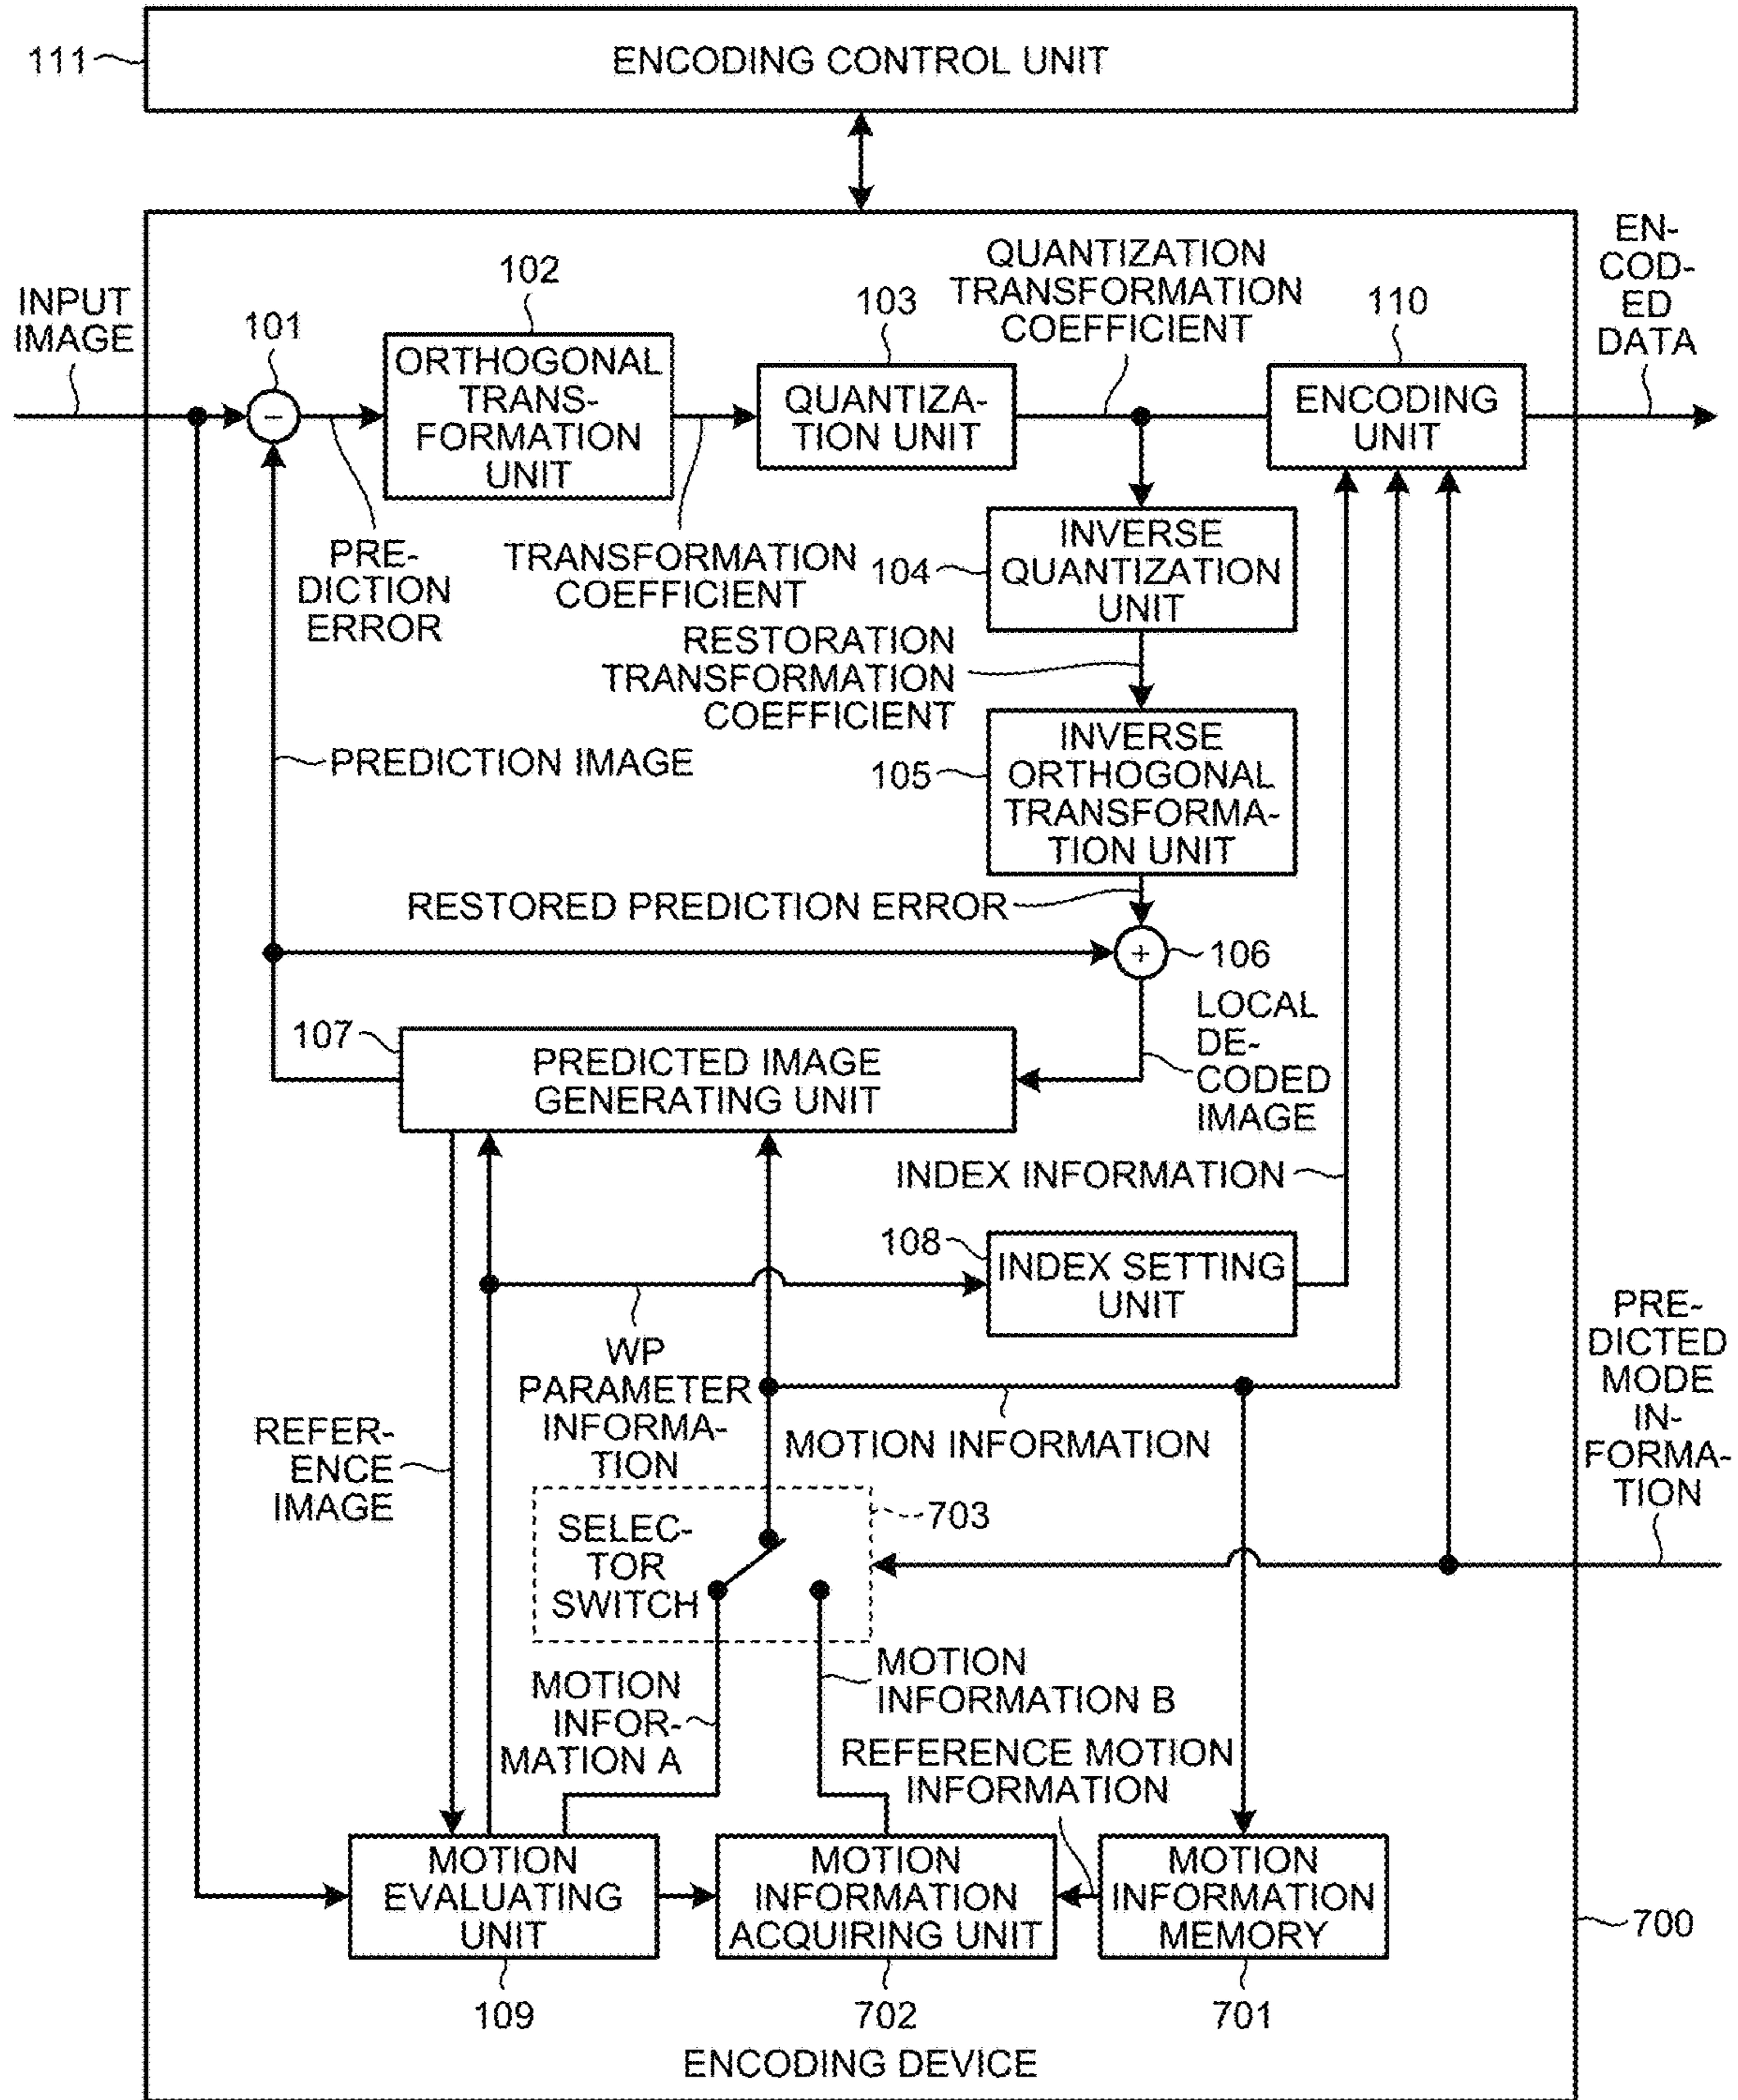 111
ENCODING CONTROL UNIT
INPUT
IMAGE
101
102
ORTHOGONAL
TRANS-
FORMATION
UNIT
103
QUANTIZA-
TION UNIT
QUANTIZATION
TRANSFORMATION
COEFFICIENT
110
ENCODING
UNIT
EN-
COD-
ED
DATA
−
PRE-
DICTION
ERROR
TRANSFORMATION
COEFFICIENT
104
INVERSE
QUANTIZATION
UNIT
RESTORATION
TRANSFORMATION
COEFFICIENT
PREDICTION IMAGE
105
INVERSE
ORTHOGONAL
TRANSFORMA-
TION UNIT
RESTORED PREDICTION ERROR
+
106
LOCAL
DE-
CODED
IMAGE
107
PREDICTED IMAGE
GENERATING UNIT
INDEX INFORMATION
108
INDEX SETTING
UNIT
WP
PARAMETER
INFORMA-
TION
MOTION INFORMATION
PRE-
DICTED
MODE
IN-
FORMA-
TION
REFER-
ENCE
IMAGE
SELEC-
TOR
SWITCH
703
MOTION
INFOR-
MATION A
MOTION
INFORMATION B
REFERENCE MOTION
INFORMATION
MOTION
EVALUATING
UNIT
109
MOTION
INFORMATION
ACQUIRING UNIT
702
MOTION
INFORMATION
MEMORY
701
700
ENCODING DEVICE